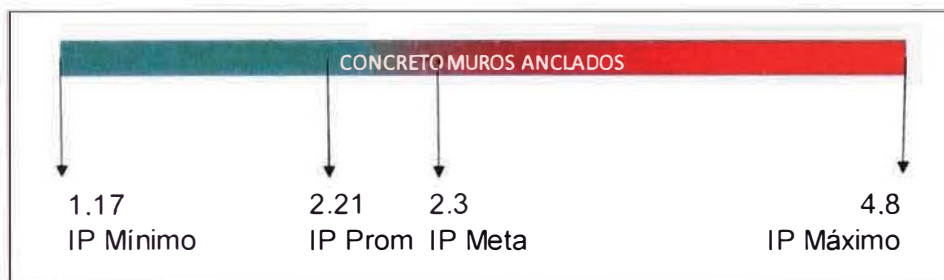 CONCRETO MUROS ANCLADOS
1.17 2.21 2.3 4.8
IP Mínimo IP Prom IP Meta IP Máximo